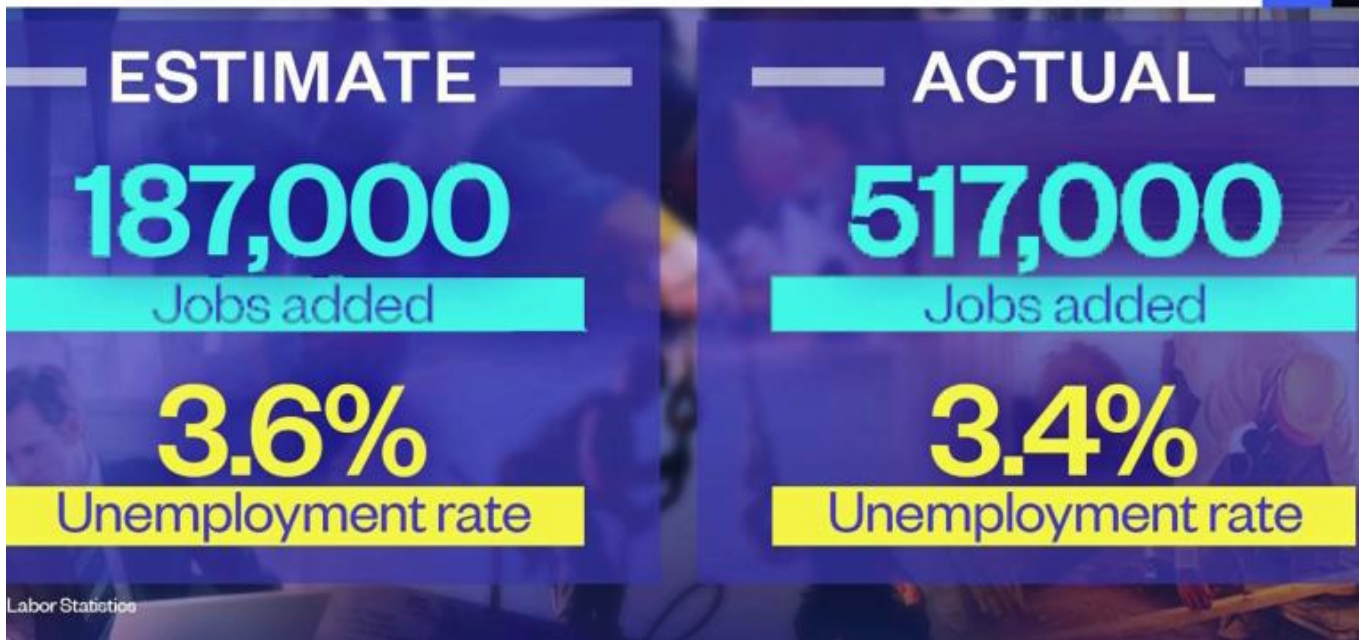 ESTIMATE
187,000
Jobs added
3.6%
Unemployment rate
ACTUAL
517,000
Jobs added
3.4%
Unemployment rate
Labor Statistics